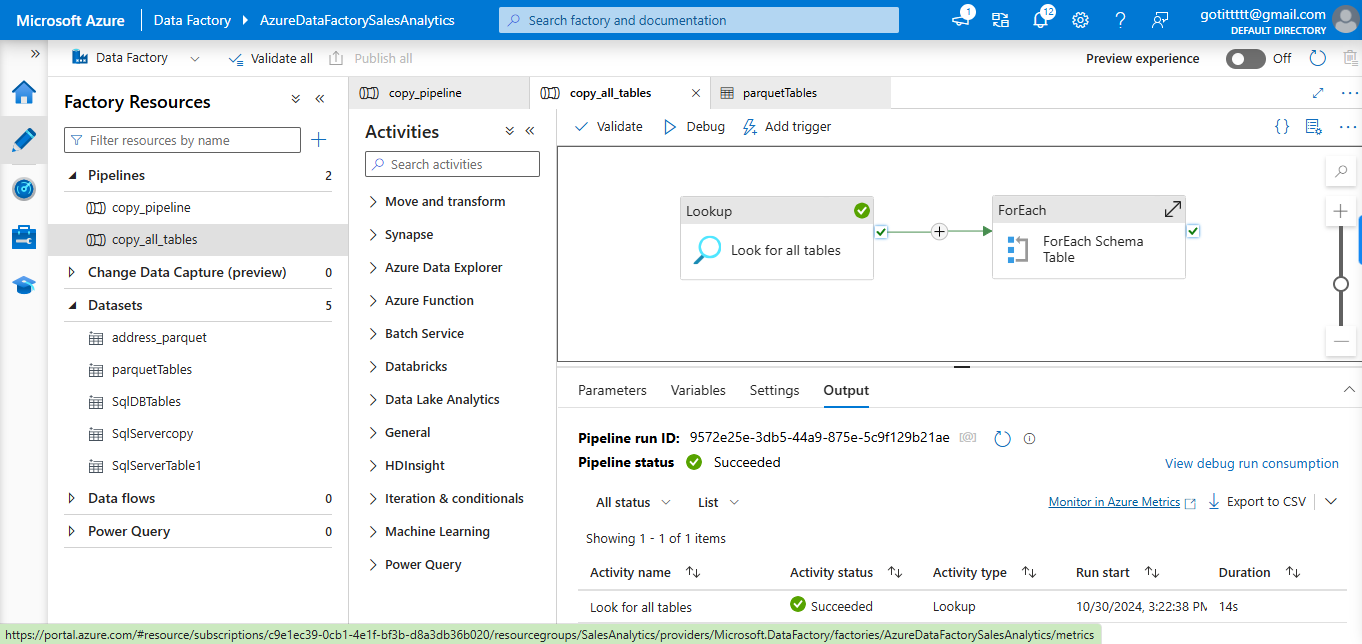 Microsoft Azure
Data Factory
AzureDataFactorySalesAnalytics
Search factory and documentation
1
12
gotittttt@gmail.com
DEFAULT DIRECTORY
Data Factory
Validate all
Publish all
Preview experience
Off
Factory Resources
Filter resources by name
Pipelines
2
copy_pipeline
copy_all_tables
Change Data Capture (preview)
0
Datasets
5
address_parquet
parquetTables
SqlDBTables
SqlServercopy
SqlServerTable1
Data flows
0
Power Query
0
copy_pipeline
copy_all_tables
parquetTables
Activities
Search activities
Move and transform
Synapse
Azure Data Explorer
Azure Function
Batch Service
Databricks
Data Lake Analytics
General
HDInsight
Iteration & conditionals
Machine Learning
Power Query
Validate
Debug
Add trigger
Lookup
Look for all tables
ForEach
ForEach Schema
Table
Parameters
Variables
Settings
Output
Pipeline run ID: 9572e25e-3db5-44a9-875e-5c9f129b21ae
Pipeline status
Succeeded
View debug run consumption
All status
List
Monitor in Azure Metrics
Export to CSV
Showing 1 - 1 of 1 items
Activity name
Activity status
Activity type
Run start
Duration
Look for all tables
Succeeded
Lookup
10/30/2024, 3:22:38 PM
14s
https://portal.azure.com/#resource/subscriptions/c9e1ec39-0cb1-4e1f-bf3b-d8a3db36b020/resourcegroups/SalesAnalytics/providers/Microsoft.DataFactory/factories/AzureDataFactorySalesAnalytics/metrics